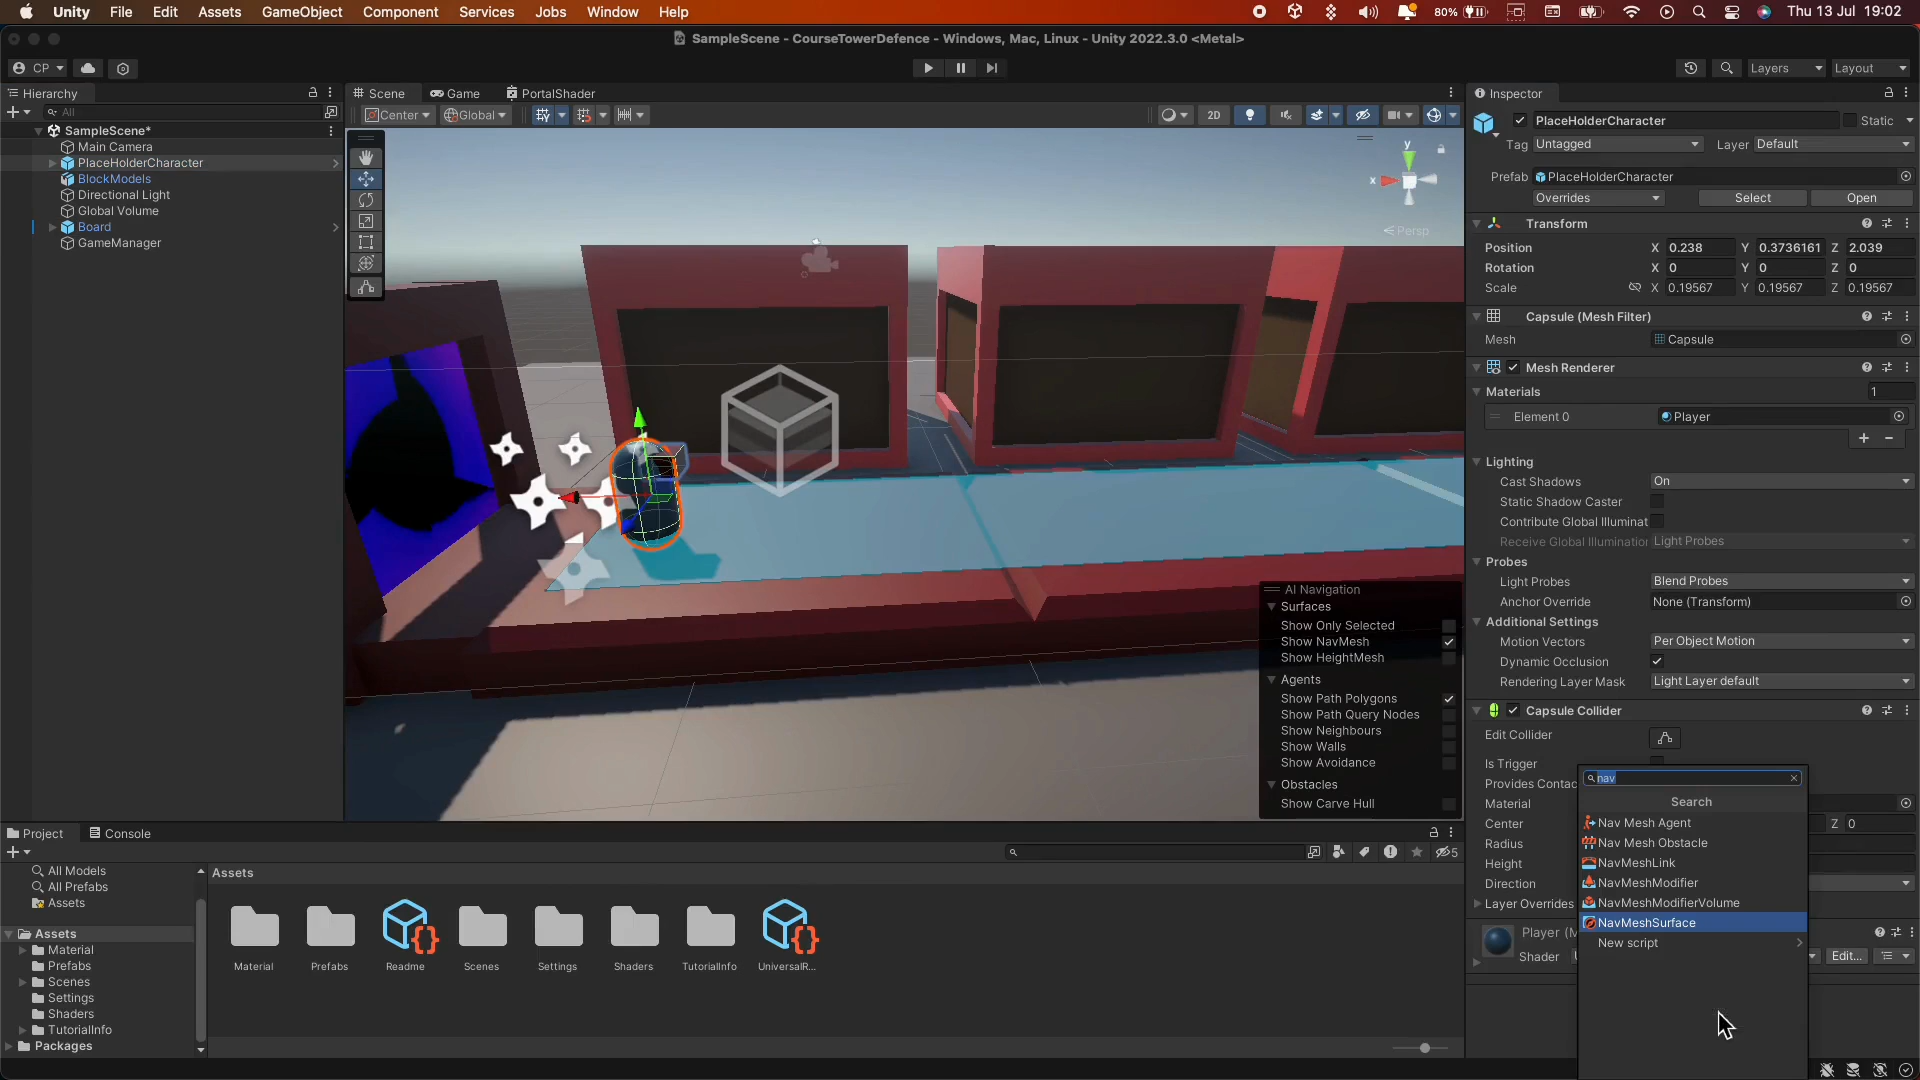 Unity File Edit Assets GameObject Component Services Jobs Window Help
80%
Thu 13 Jul 19:02
SampleScene - CourseTowerDefence - Windows, Mac, Linux - Unity 2022.3.0 <Metal>
CP
Layers
Layout
Hierarchy
All
SampleScene*
Main Camera
PlaceHolderCharacter
BlockModels
Directional Light
Global Volume
Board
GameManager
Scene
Game
PortalShader
Center
Global
2D
y
x
Persp
AI Navigation
Surfaces
Show Only Selected
Show NavMesh
Show HeightMesh
Agents
Show Path Polygons
Show Path Query Nodes
Show Neighbours
Show Walls
Show Avoidance
Obstacles
Show Carve Hull
Inspector
PlaceHolderCharacter
Static
Tag Untagged
Layer Default
Prefab PlaceHolderCharacter
Overrides
Select
Open
Transform
Position X 0.238 Y 0.3736161 Z 2.039
Rotation X 0 Y 0 Z 0
Scale X 0.19567 Y 0.19567 Z 0.19567
Capsule (Mesh Filter)
Mesh Capsule
Mesh Renderer
Materials 1
Element 0 Player
Lighting
Cast Shadows On
Static Shadow Caster
Contribute Global Illuminat
Receive Global Illumination Light Probes
Probes
Light Probes Blend Probes
Anchor Override None (Transform)
Additional Settings
Motion Vectors Per Object Motion
Dynamic Occlusion
Rendering Layer Mask Light Layer default
Capsule Collider
Edit Collider
Is Trigger
Provides Contac
Material
Center Z 0
Radius
Height
Direction
Layer Overrides
Player (M
Shader
Edit...
nav
Search
Nav Mesh Agent
Nav Mesh Obstacle
NavMeshLink
NavMeshModifier
NavMeshModifierVolume
NavMeshSurface
New script
Project
Console
5
All Models
All Prefabs
Assets
Assets
Material
Prefabs
Scenes
Settings
Shaders
TutorialInfo
Packages
Assets
Material
Prefabs
Readme
Scenes
Settings
Shaders
TutorialInfo
UniversalR...